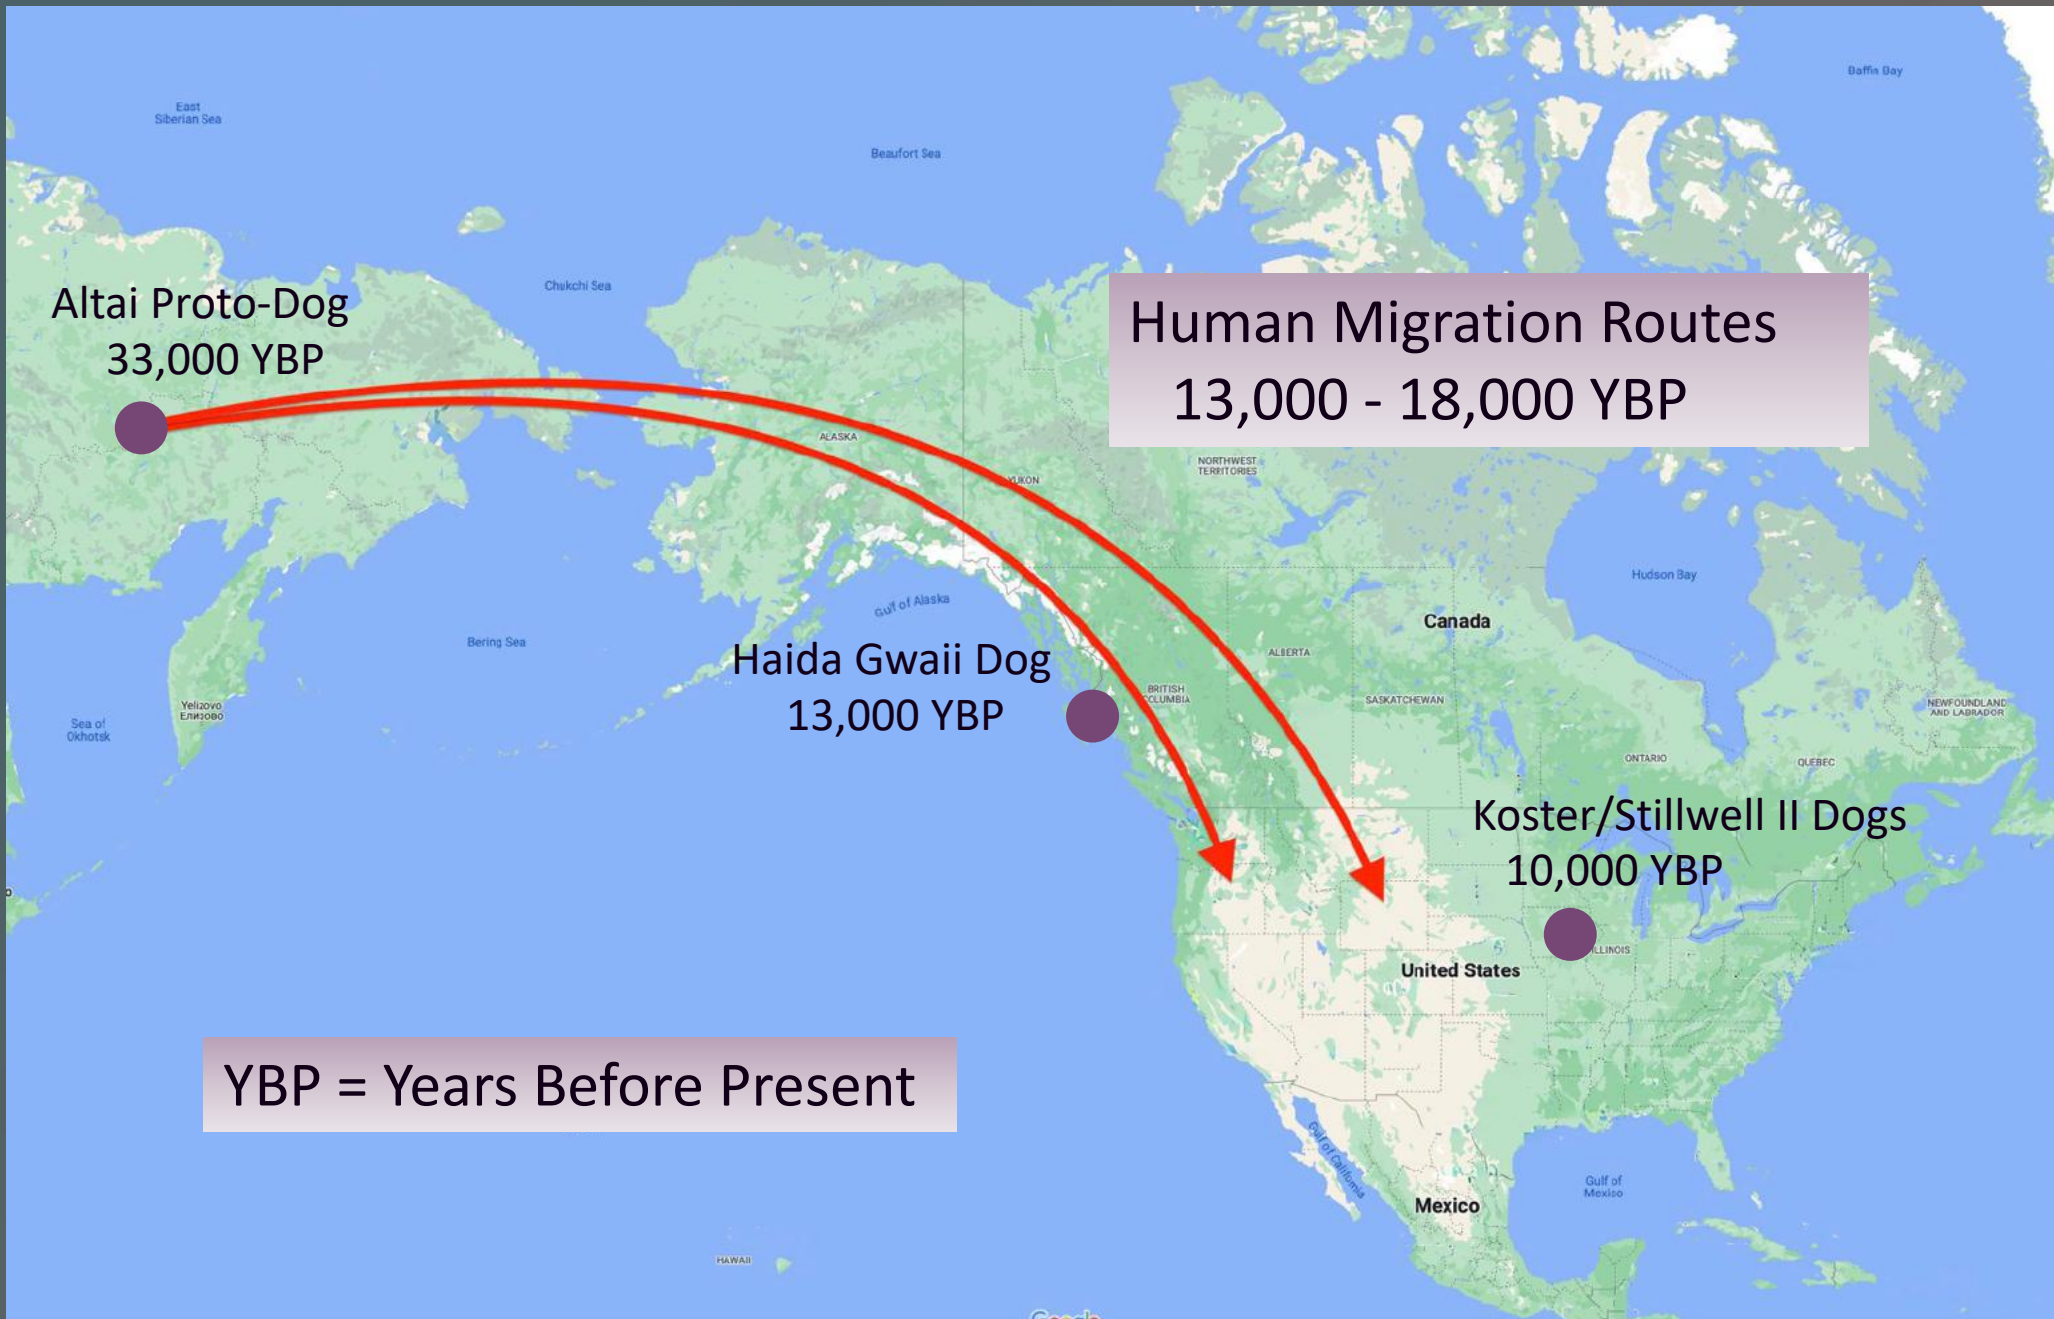 Baffin Bay
East
Siberian Sea
Beaufort Sea
Chukchi Sea
Altai Proto-Dog
33,000 YBP
Human Migration Routes
13,000 - 18,000 YBP
ALASKA
YUKON
NORTHWEST
TERRITORIES
Hudson Bay
Gulf of Alaska
Canada
Bering Sea
Haida Gwaii Dog
13,000 YBP
ALBERTA
BRITISH
COLUMBIA
SASKATCHEWAN
NEWFOUNDLAND
AND LABRADOR
Yelizovo
Елизово
Sea of
Okhotsk
ONTARIO
QUEBEC
Koster/Stillwell II Dogs
10,000 YBP
ILLINOIS
United States
YBP = Years Before Present
Gulf of California
Gulf of
Mexico
Mexico
HAWAII
Google